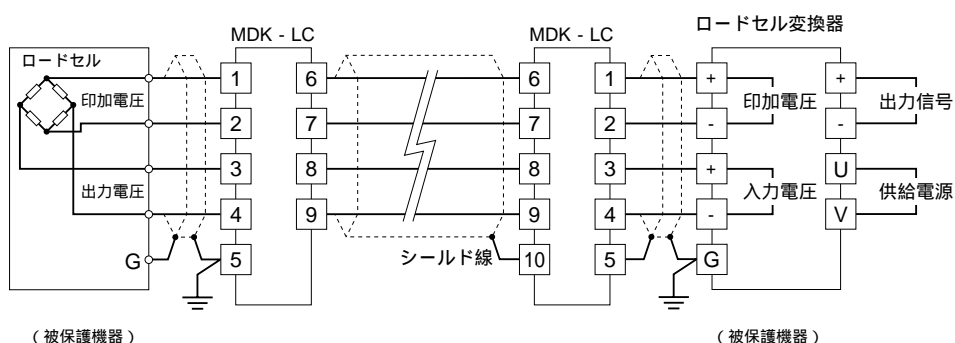 ロードセル変換器
MDK - LC
MDK - LC
ロードセル
印加電圧
出力電圧
G
1
2
3
4
5
6
7
8
9
シールド線
6
7
8
9
10
1
2
3
4
5
+
-
+
-
G
印加電圧
入力電圧
+
-
U
V
出力信号
供給電源
(被保護機器)
(被保護機器)